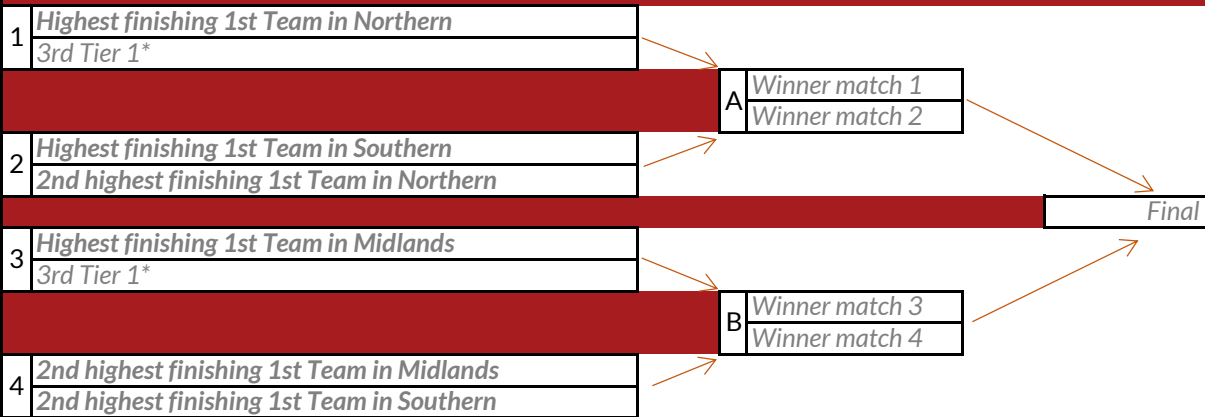 1
Highest finishing 1st Team in Northern
3rd Tier 1*
A
Winner match 1
Winner match 2
2
Highest finishing 1st Team in Southern
2nd highest finishing 1st Team in Northern
Final
3
Highest finishing 1st Team in Midlands
3rd Tier 1*
B
Winner match 3
Winner match 4
4
2nd highest finishing 1st Team in Midlands
2nd highest finishing 1st Team in Southern